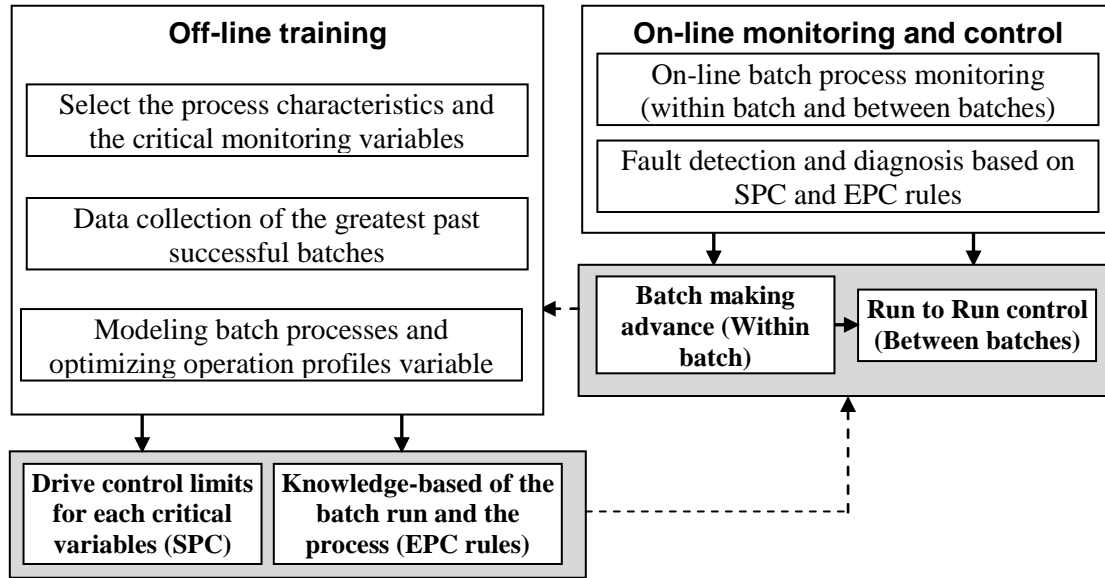 Off-line training
Select the process characteristics and
the critical monitoring variables
Data collection of the greatest past
successful batches
Modeling batch processes and
optimizing operation profiles variable
Drive control limits
for each critical
variables (SPC)
Knowledge-based of the
batch run and the
process (EPC rules)
On-line monitoring and control
On-line batch process monitoring
(within batch and between batches)
Fault detection and diagnosis based on
SPC and EPC rules
Batch making
advance (Within
batch)
Run to Run control
(Between batches)